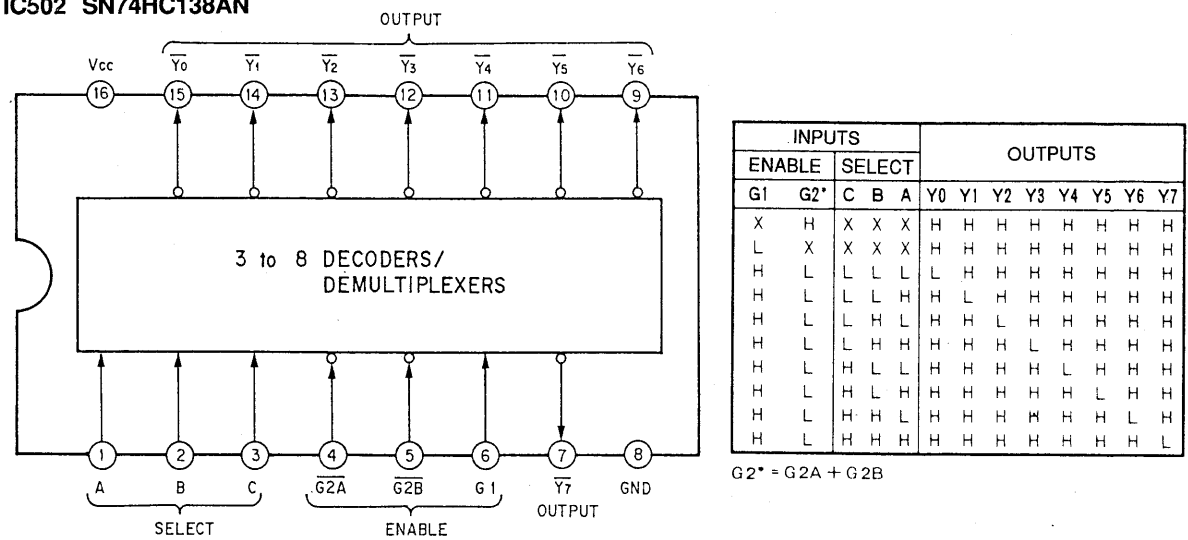 IC502 SN74HC138AN
OUTPUT
Vcc Y0 Y1 Y2 Y3 Y4 Y5 Y6
16 15 14 13 12 11 10 9
3 to 8 DECODERS/
DEMULTIPLEXERS
1 2 3 4 5 6 7 8
A B C G2A G2B G1 Y7 GND
SELECT ENABLE OUTPUT
INPUTS OUTPUTS
ENABLE SELECT
G1 G2* C B A Y0 Y1 Y2 Y3 Y4 Y5 Y6 Y7
X H X X X H H H H H H H H
L X X X X H H H H H H H H
H L L L L L H H H H H H H
H L L L H H L H H H H H H
H L L H L H H L H H H H H
H L L H H H H H L H H H H
H L H L L H H H H L H H H
H L H L H H H H H H L H H
H L H H L H H H H H H L H
H L H H H H H H H H H H L
G2* = G2A + G2B